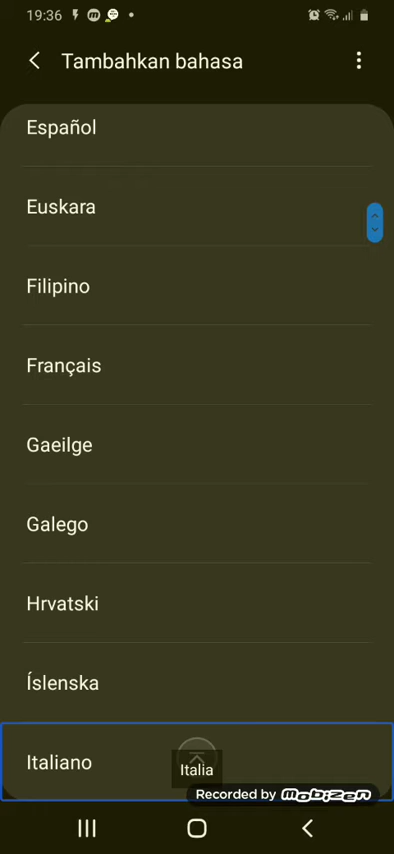 19:36
Tambahkan bahasa
Español
Euskara
Filipino
Français
Gaeilge
Galego
Hrvatski
Íslenska
Italiano
Italia
Recorded by mobizen